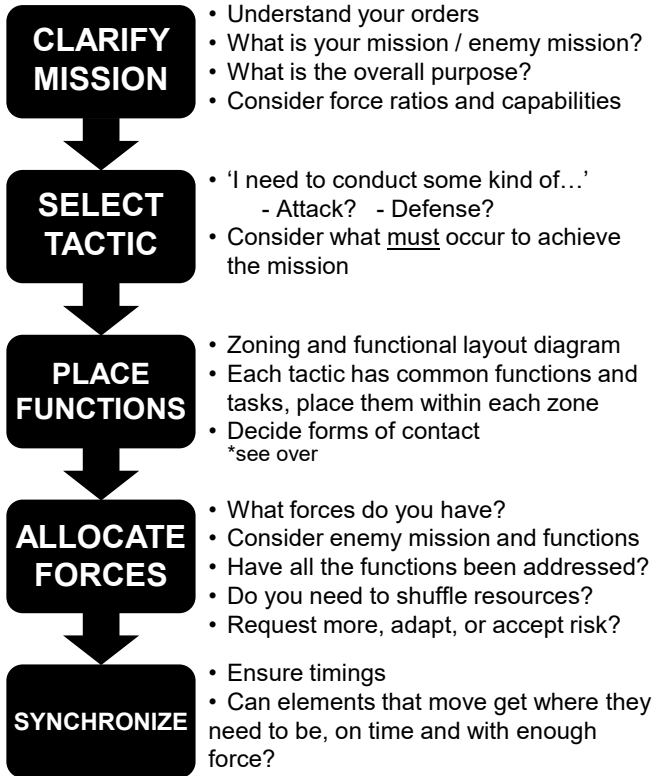 CLARIFY
MISSION
• Understand your orders
• What is your mission / enemy mission?
• What is the overall purpose?
• Consider force ratios and capabilities
SELECT
TACTIC
• ‘I need to conduct some kind of…’
- Attack?   - Defense?
• Consider what must occur to achieve
the mission
PLACE
FUNCTIONS
• Zoning and functional layout diagram
• Each tactic has common functions and
tasks, place them within each zone
• Decide forms of contact
*see over
ALLOCATE
FORCES
• What forces do you have?
• Consider enemy mission and functions
• Have all the functions been addressed?
• Do you need to shuffle resources?
• Request more, adapt, or accept risk?
SYNCHRONIZE
• Ensure timings
• Can elements that move get where they
need to be, on time and with enough
force?